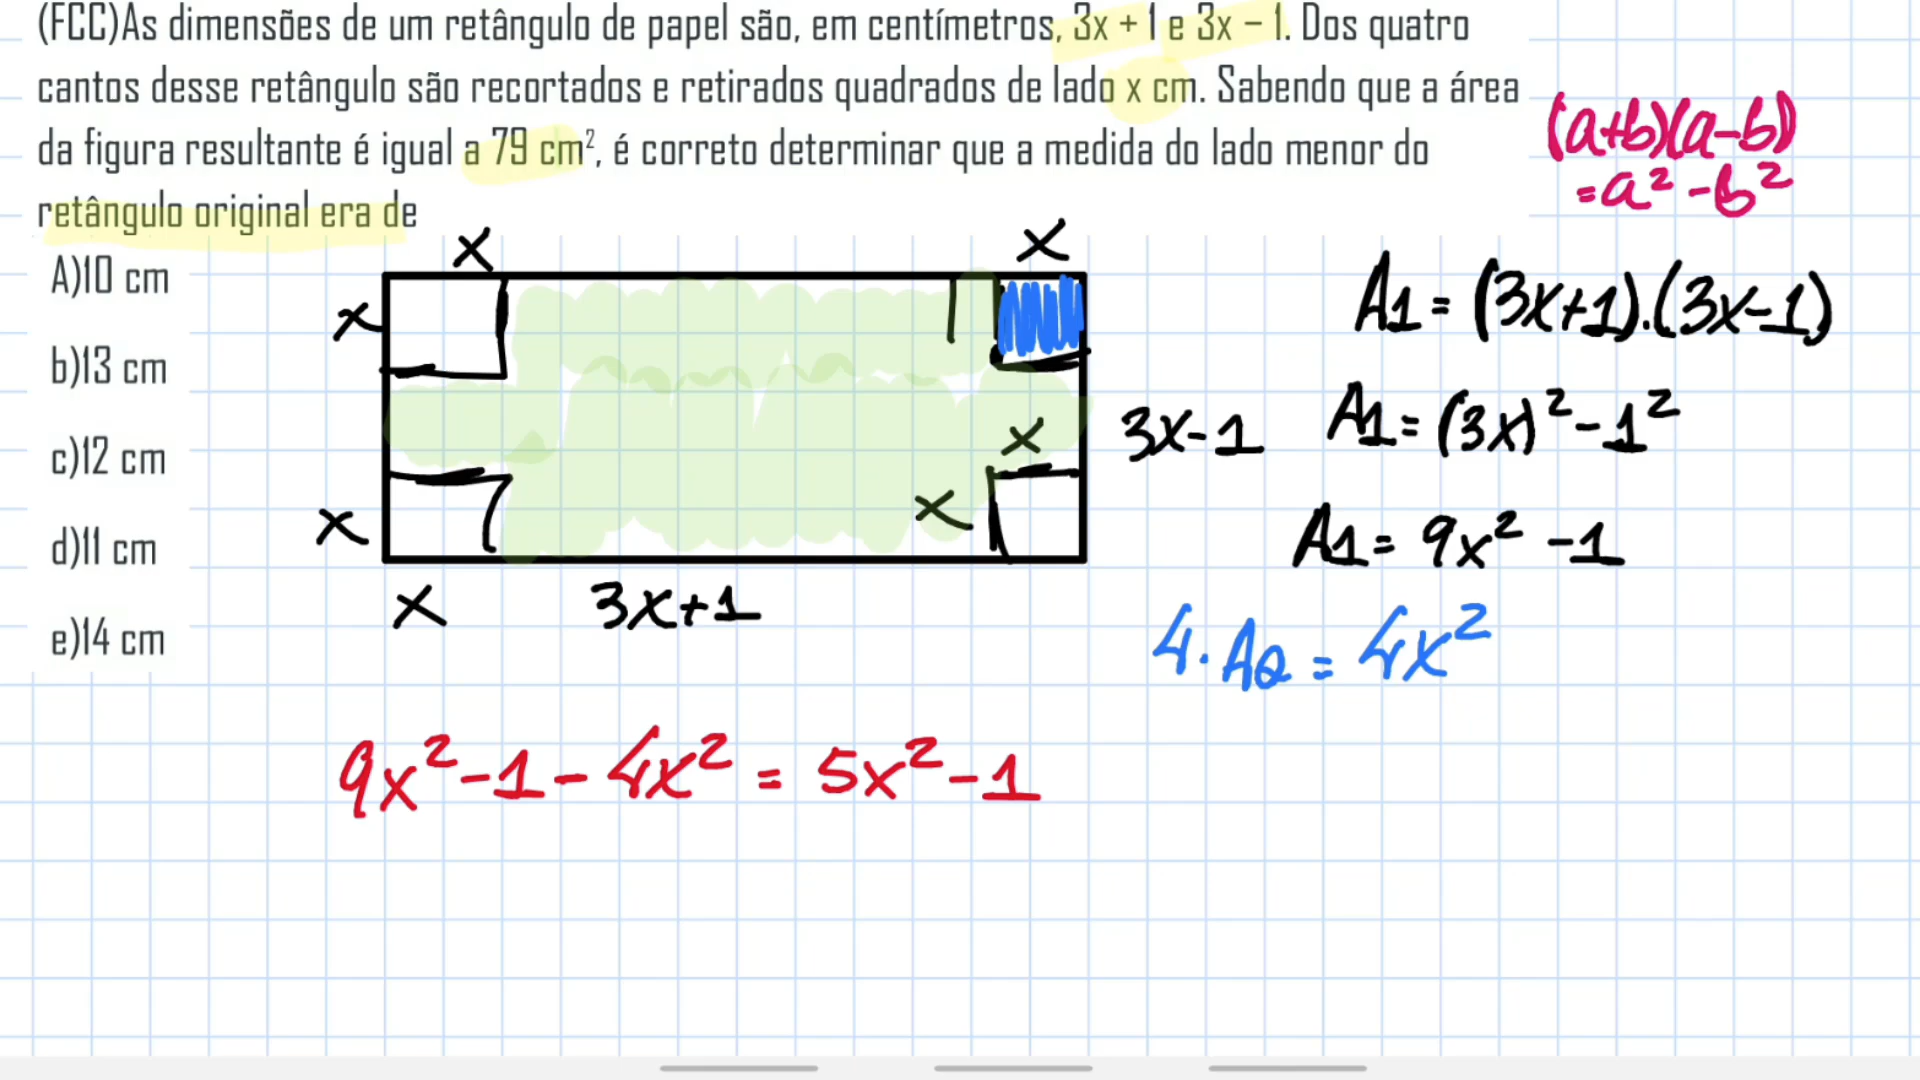 (FCC)As dimensões de um retângulo de papel são, em centímetros, 3x + 1 e 3x – 1. Dos quatro
cantos desse retângulo são recortados e retirados quadrados de lado x cm. Sabendo que a área
da figura resultante é igual a 79 cm², é correto determinar que a medida do lado menor do
retângulo original era de
(a+b)(a-b)
=a²-b²
A)10 cm
b)13 cm
c)12 cm
d)11 cm
e)14 cm
x
x
x
x
x
x
x
3x-1
3x+1
A1=(3x+1).(3x-1)
A1=(3x)²-1²
A1= 9x²-1
4.AQ=4x²
9x²-1-4x²=5x²-1